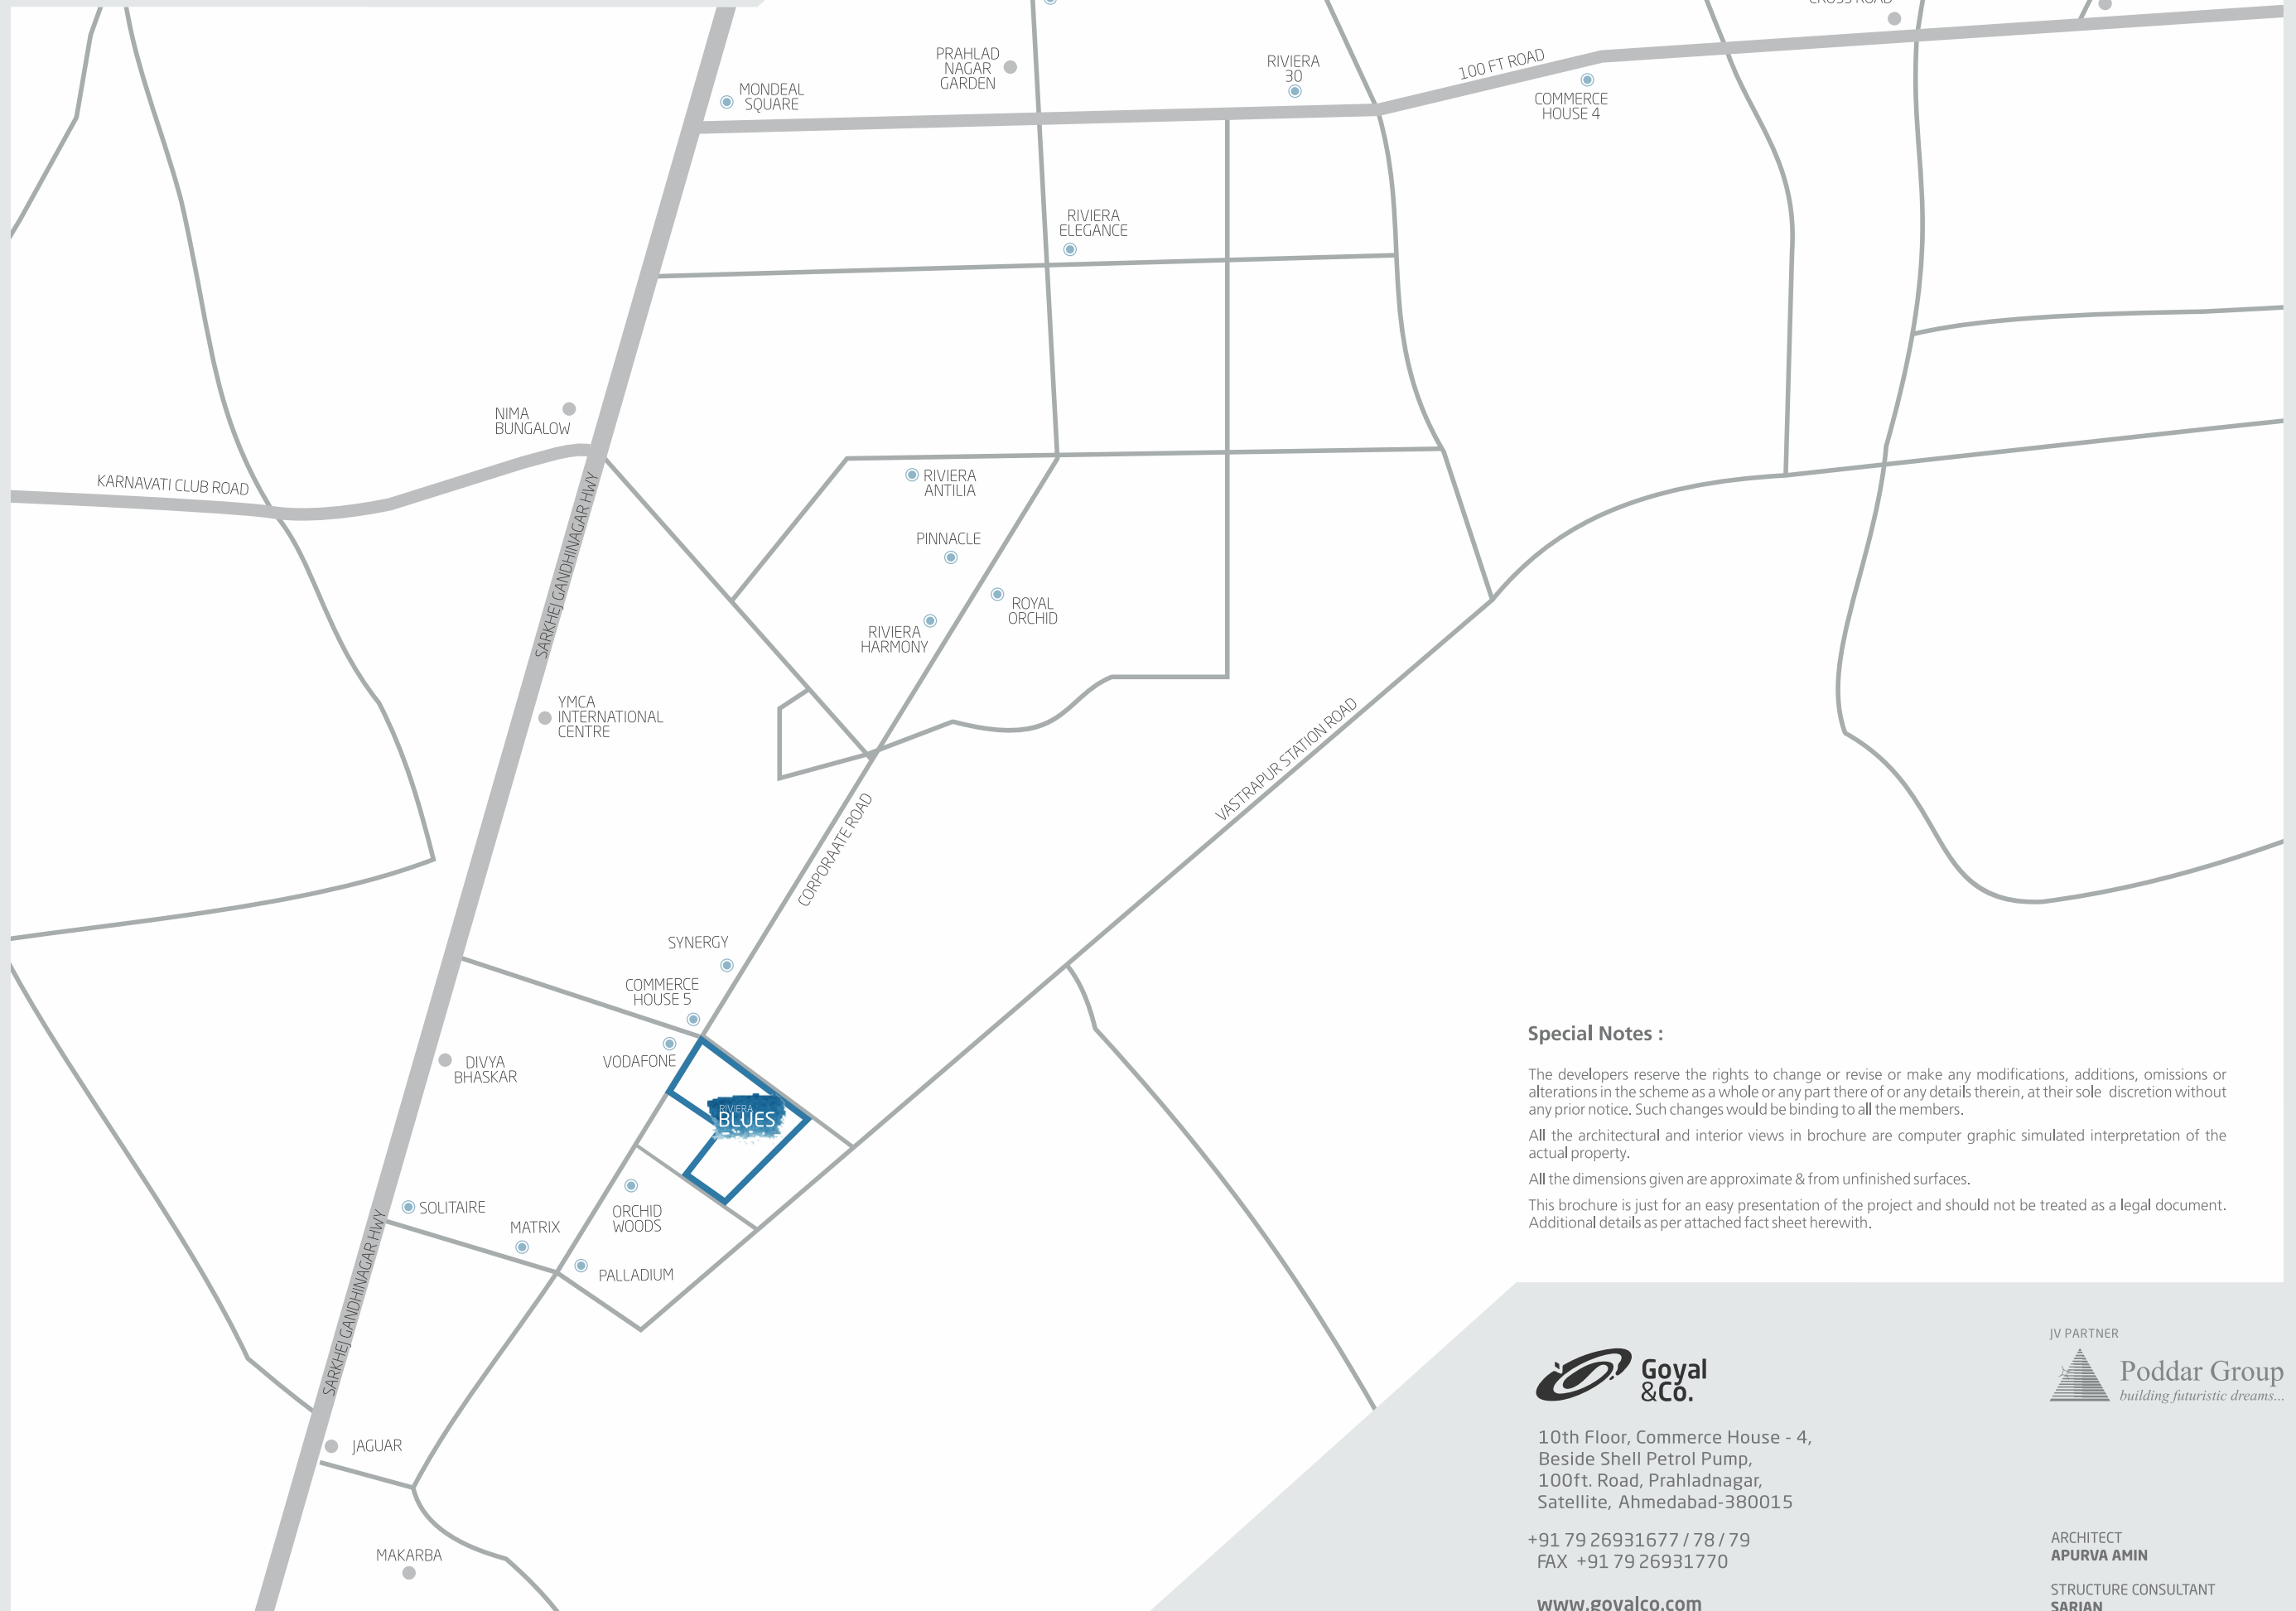 PRAHLAD
NAGAR
GARDEN
MONDEAL
SQUARE
RIVIERA
30
100 FT ROAD
COMMERCE
HOUSE 4
RIVIERA
ELEGANCE
NIMA
BUNGALOW
KARNAVATI CLUB ROAD
SARKHEJ GANDHINAGAR HWY
RIVIERA
ANTILIA
PINNACLE
ROYAL
ORCHID
RIVIERA
HARMONY
YMCA
INTERNATIONAL
CENTRE
VASTRAPUR STATION ROAD
CORPORAATE ROAD
SYNERGY
COMMERCE
HOUSE 5
VODAFONE
DIVYA
BHASKAR
RIVIERA
BLUES
SOLITAIRE
MATRIX
ORCHID
WOODS
PALLADIUM
SARKHEJ GANDHINAGAR HWY
JAGUAR
MAKARBA
Special Notes :
The developers reserve the rights to change or revise or make any modifications, additions, omissions or
alterations in the scheme as a whole or any part there of or any details therein, at their sole discretion without
any prior notice. Such changes would be binding to all the members.
All the architectural and interior views in brochure are computer graphic simulated interpretation of the
actual property.
All the dimensions given are approximate & from unfinished surfaces.
This brochure is just for an easy presentation of the project and should not be treated as a legal document.
Additional details as per attached fact sheet herewith.
Goyal
&Co.
10th Floor, Commerce House - 4,
Beside Shell Petrol Pump,
100ft. Road, Prahladnagar,
Satellite, Ahmedabad-380015
+91 79 26931677 / 78 / 79
FAX +91 79 26931770
www.goyalco.com
JV PARTNER
Poddar Group
building futuristic dreams...
ARCHITECT
APURVA AMIN
STRUCTURE CONSULTANT
SARJAN